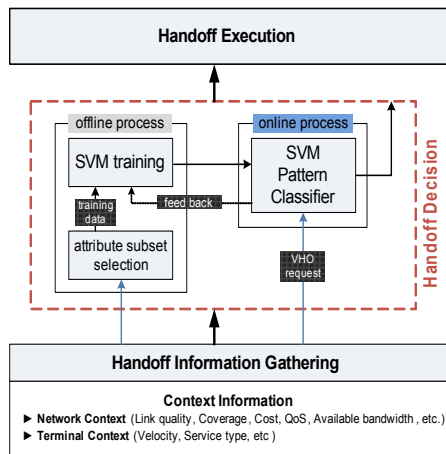 Handoff Execution
offline process
online process
SVM training
SVM
Pattern
Classifier
training
data
feed back
attribute subset
selection
VHO
request
Handoff Decision
Handoff Information Gathering
Context Information
► Network Context (Link quality, Coverage, Cost, QoS, Available bandwidth, etc.)
► Terminal Context (Velocity, Service type, etc )